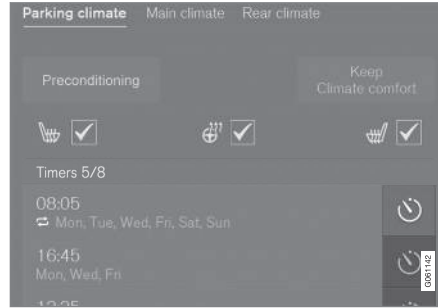 Parking climate Main climate Rear climate
Preconditioning
Keep
Climate comfort
Timers 5/8
08:05
Mon, Tue, Wed, Fri, Sat, Sun
16:45
Mon, Wed, Fri
G061142